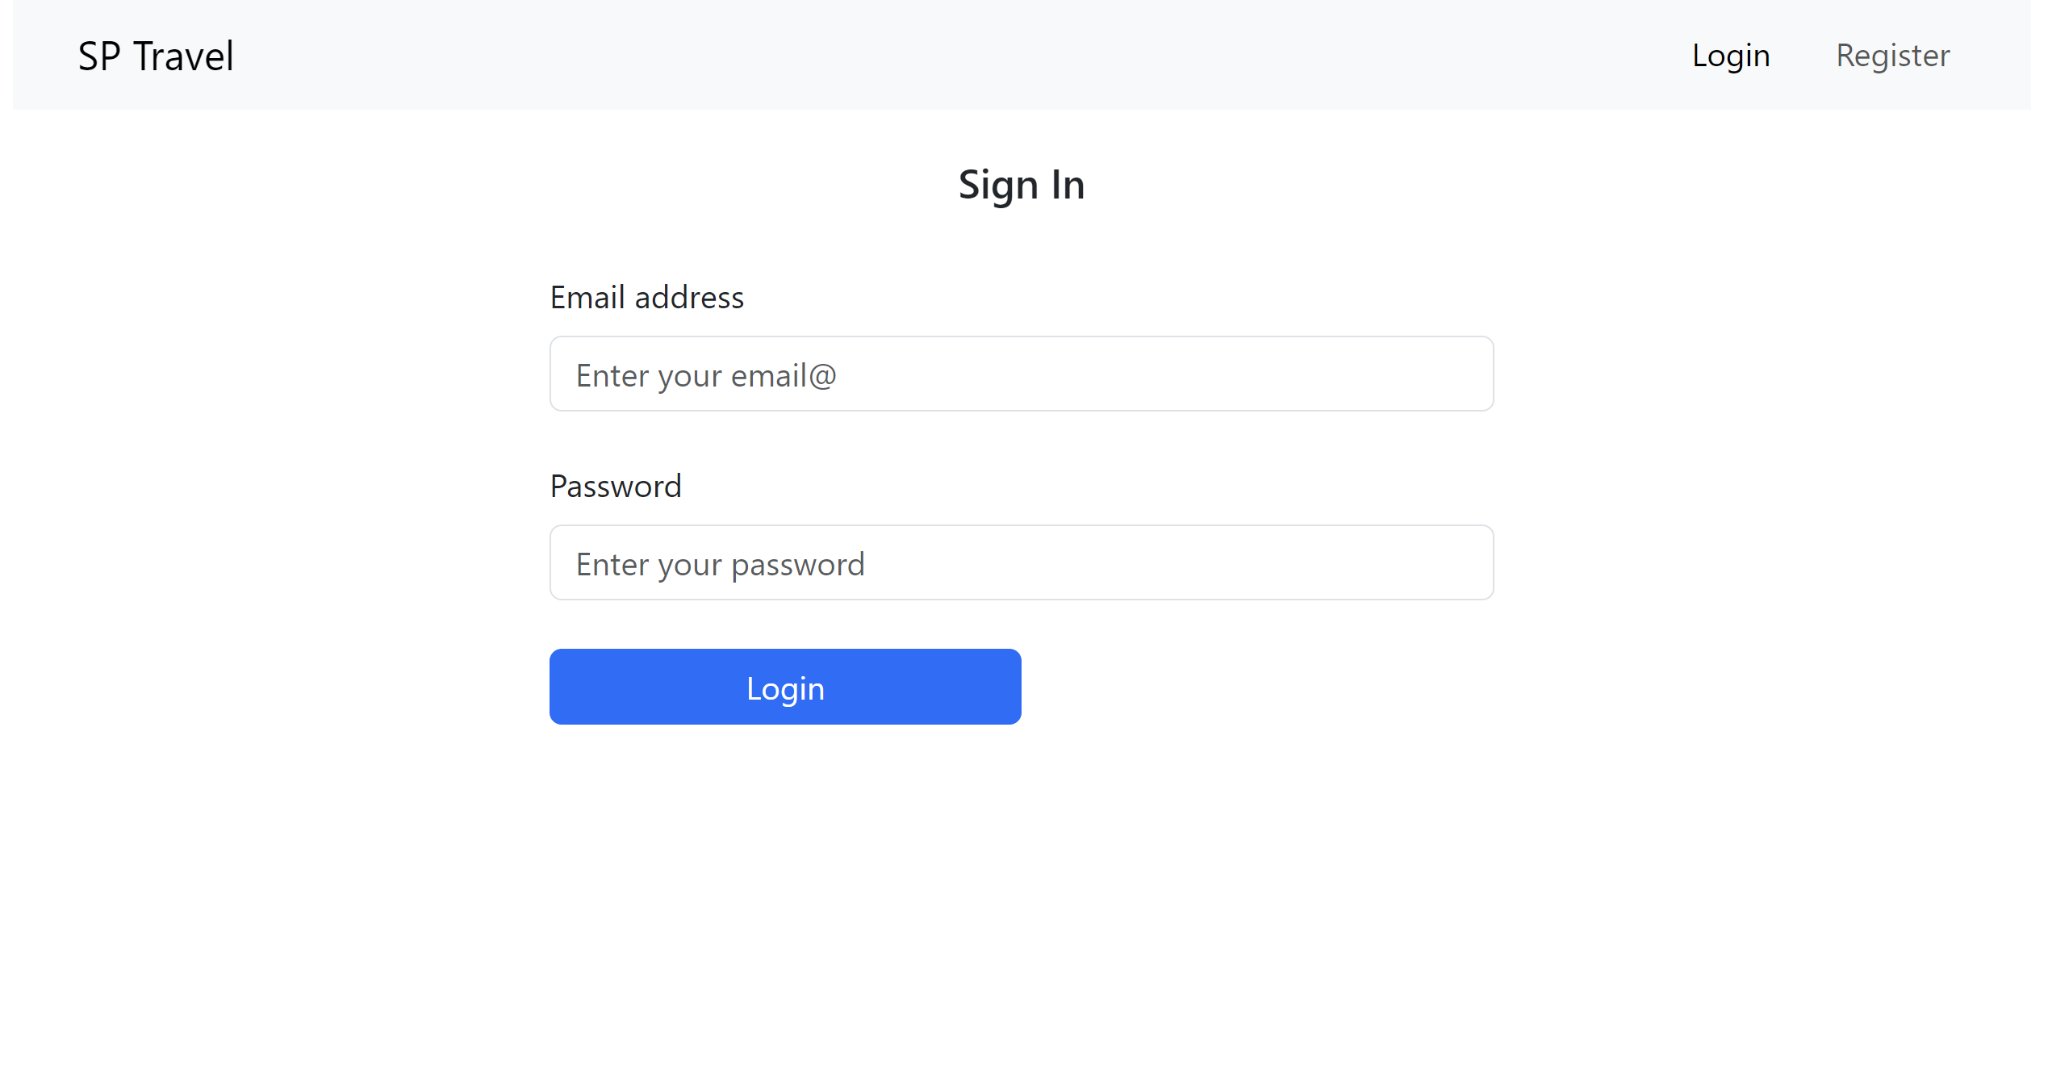 SP Travel Login Register
Sign In
Email address
Enter your email@
Password
Enter your password
Login